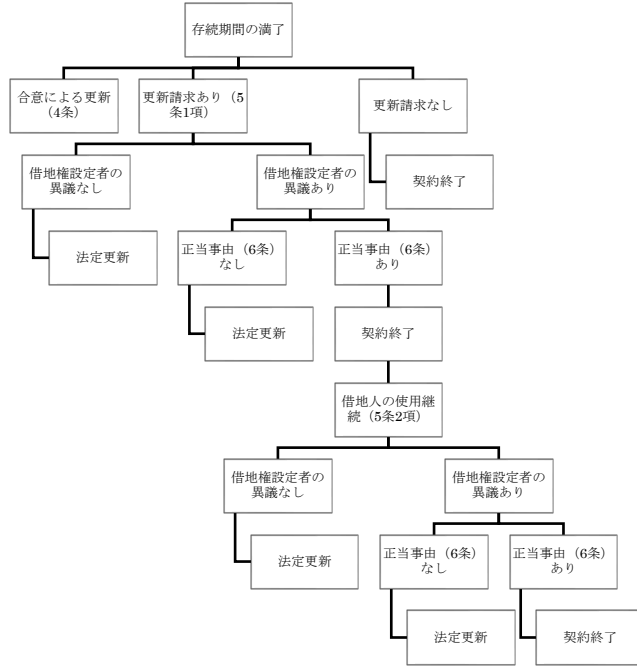 存続期間の満了
合意による更新
（4条）
更新請求あり（5
条1項）
更新請求なし
借地権設定者の
異議なし
借地権設定者の
異議あり
契約終了
法定更新
正当事由（6条）
なし
正当事由（6条）
あり
法定更新
契約終了
借地人の使用継
続（5条2項）
借地権設定者の
異議なし
借地権設定者の
異議あり
法定更新
正当事由（6条）
なし
正当事由（6条）
あり
法定更新
契約終了